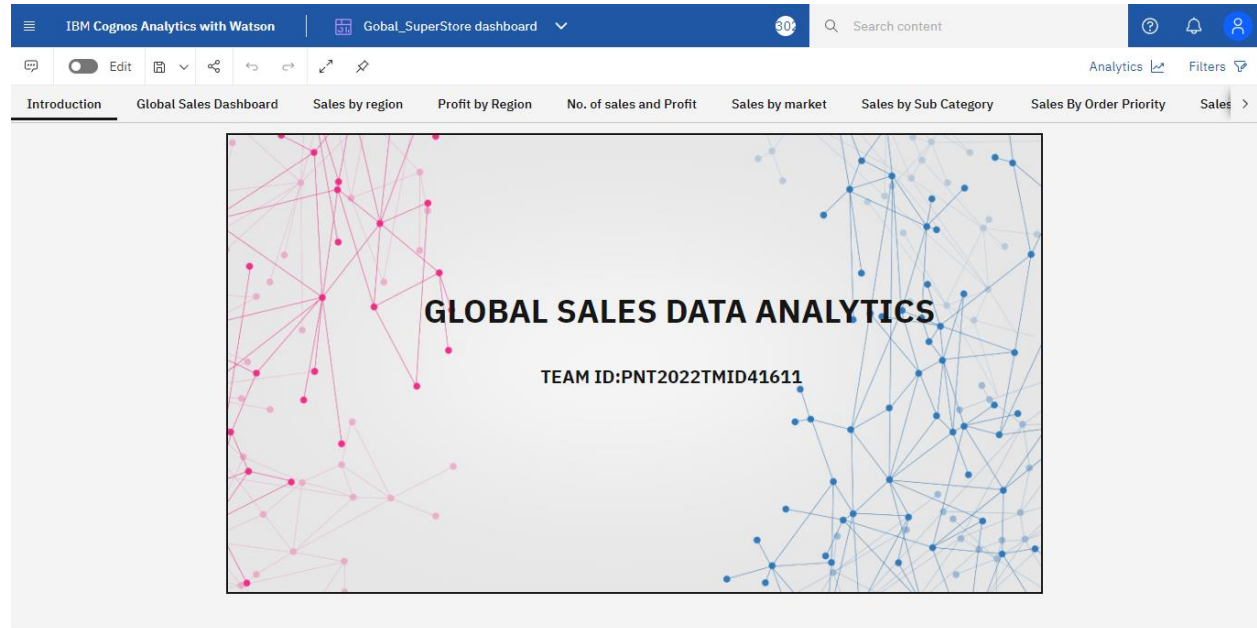 IBM Cognos Analytics with Watson Gobal_SuperStore dashboard 302 Search content
Edit Analytics Filters
Introduction Global Sales Dashboard Sales by region Profit by Region No. of sales and Profit Sales by market Sales by Sub Category Sales By Order Priority Sales
GLOBAL SALES DATA ANALYTICS
TEAM ID:PNT2022TMID41611